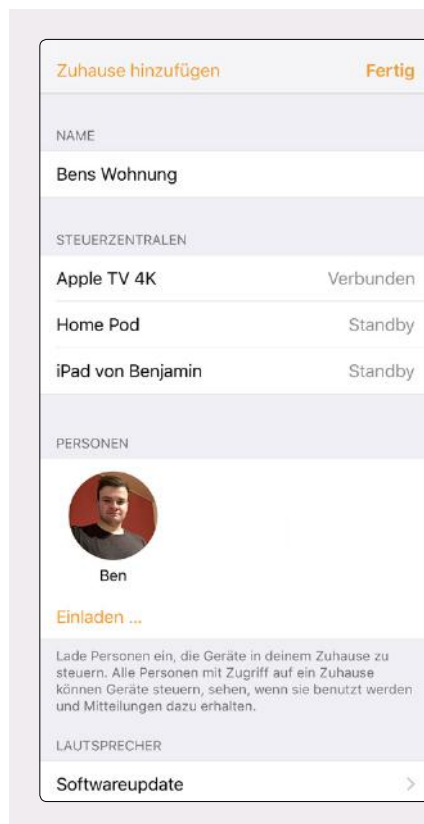 Zuhause hinzufügen Fertig
NAME
Bens Wohnung
STEUERZENTRALEN
Apple TV 4K Verbunden
Home Pod Standby
iPad von Benjamin Standby
PERSONEN
Ben
Einladen ...
Lade Personen ein, die Geräte in deinem Zuhause zu
steuern. Alle Personen mit Zugriff auf ein Zuhause
können Geräte steuern, sehen, wenn sie benutzt werden
und Mitteilungen dazu erhalten.
LAUTSPRECHER
Softwareupdate